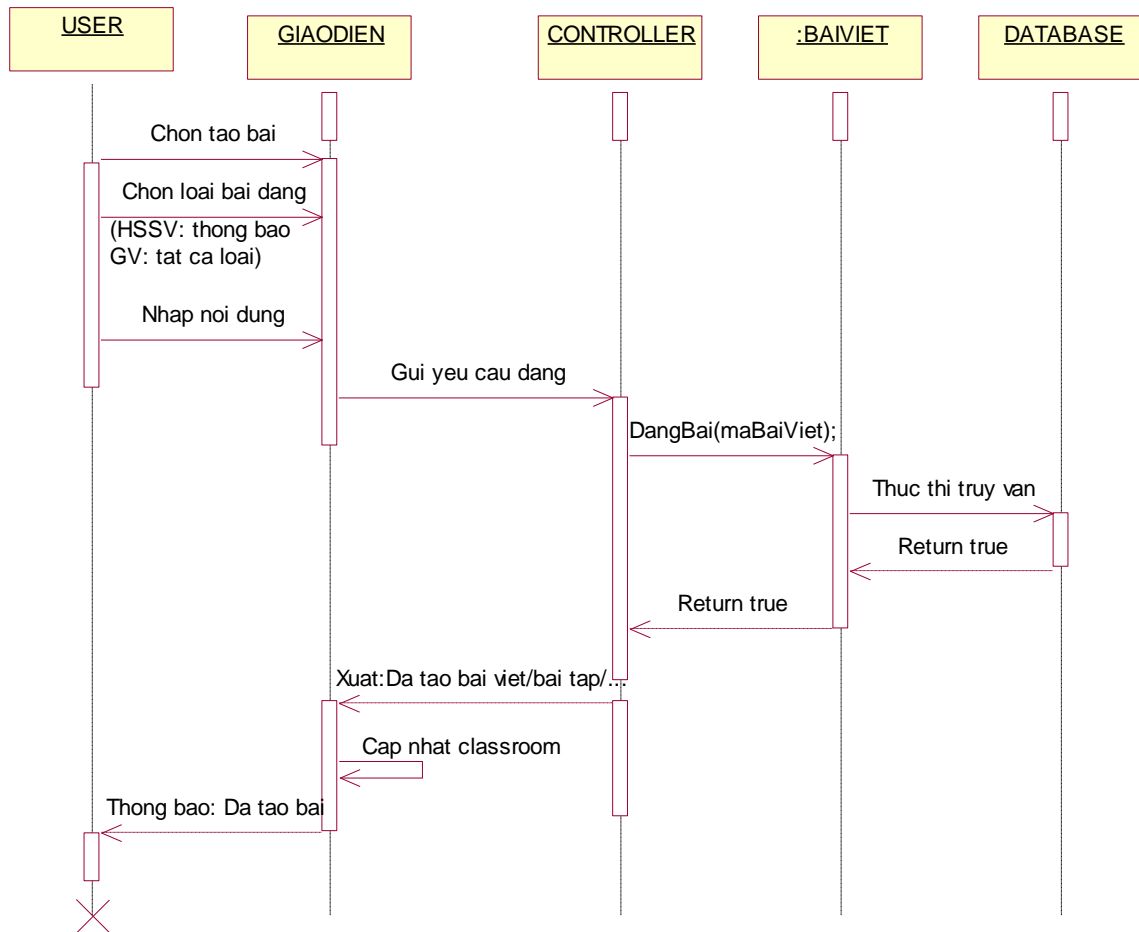 USER
GIAODIEN
CONTROLLER
:BAIVIET
DATABASE
Chon tao bai
Chon loai bai dang
(HSSV: thong bao
GV: tat ca loai)
Nhap noi dung
Gui yeu cau dang
DangBai(maBaiViet);
Thuc thi truy van
Return true
Return true
Xuat:Da tao bai viet/bai tap/...
Cap nhat classroom
Thong bao: Da tao bai